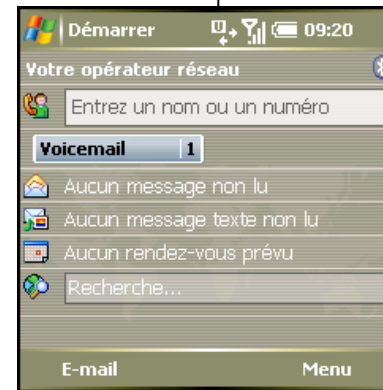 Démarrer 09:20
Votre opérateur réseau
Entrez un nom ou un numéro
Voicemail 1
Aucun message non lu
Aucun message texte non lu
Aucun rendez-vous prévu
Recherche...
E-mail Menu